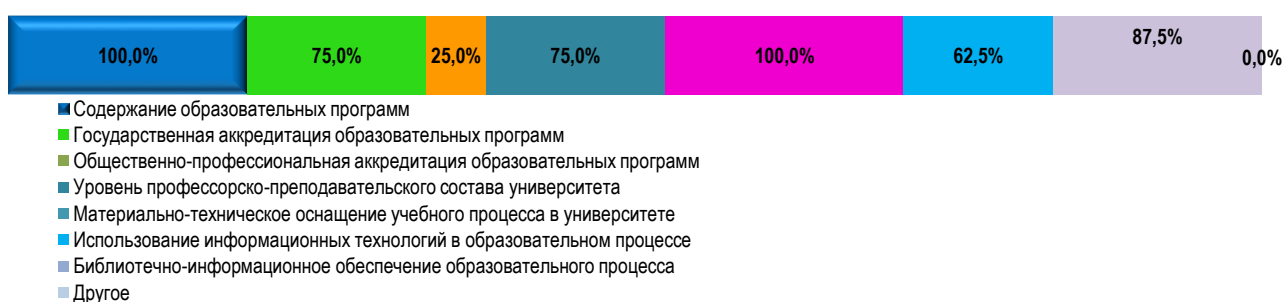 100,0% 75,0% 25,0% 75,0% 100,0% 62,5% 87,5% 0,0%
Содержание образовательных программ
Государственная аккредитация образовательных программ
Общественно-профессиональная аккредитация образовательных программ
Уровень профессорско-преподавательского состава университета
Материально-техническое оснащение учебного процесса в университете
Использование информационных технологий в образовательном процессе
Библиотечно-информационное обеспечение образовательного процесса
Другое